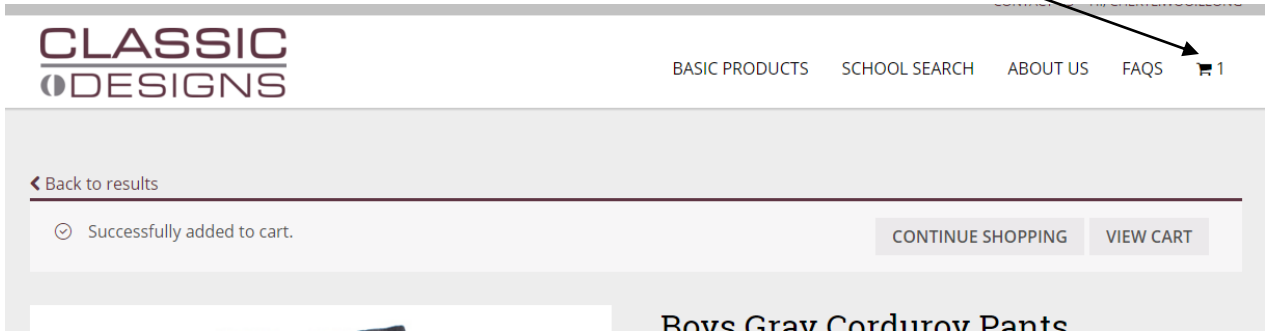 CLASSIC
DESIGNS
BASIC PRODUCTS SCHOOL SEARCH ABOUT US FAQS 1
Back to results
Successfully added to cart.
CONTINUE SHOPPING VIEW CART
Boys Gray Corduroy Pants